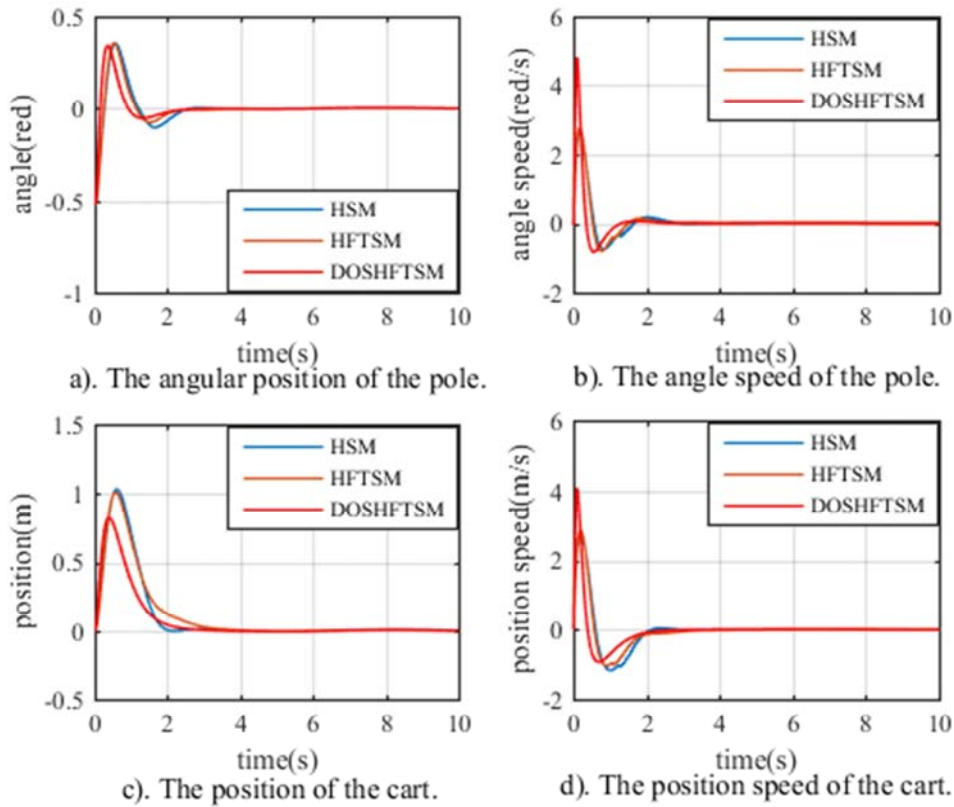 0.5
0
-0.5
-1
angle(red)
HSM
HFTSM
DOSHFTSM
0 2 4 6 8 10
time(s)
a). The angular position of the pole.
6
4
2
0
-2
angle speed(red/s)
HSM
HFTSM
DOSHFTSM
0 2 4 6 8 10
time(s)
b). The angle speed of the pole.
1.5
1
0.5
0
-0.5
position(m)
HSM
HFTSM
DOSHFTSM
0 2 4 6 8 10
time(s)
c). The position of the cart.
6
4
2
0
-2
position speed(m/s)
HSM
HFTSM
DOSHFTSM
0 2 4 6 8 10
time(s)
d). The position speed of the cart.